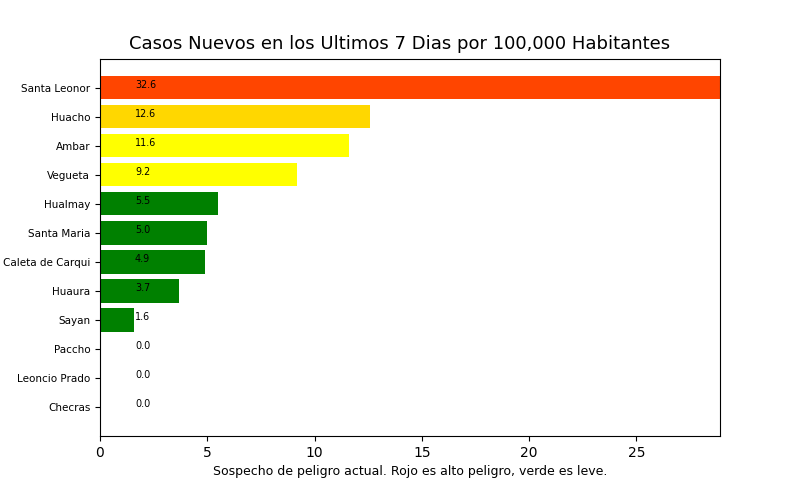 Casos Nuevos en los Ultimos 7 Dias por 100,000 Habitantes
Santa Leonor 32.6
Huacho 12.6
Ambar 11.6
Vegueta 9.2
Hualmay 5.5
Santa Maria 5.0
Caleta de Carqui 4.9
Huaura 3.7
Sayan 1.6
Paccho 0.0
Leoncio Prado 0.0
Checras 0.0
0 5 10 15 20 25
Sospecho de peligro actual. Rojo es alto peligro, verde es leve.